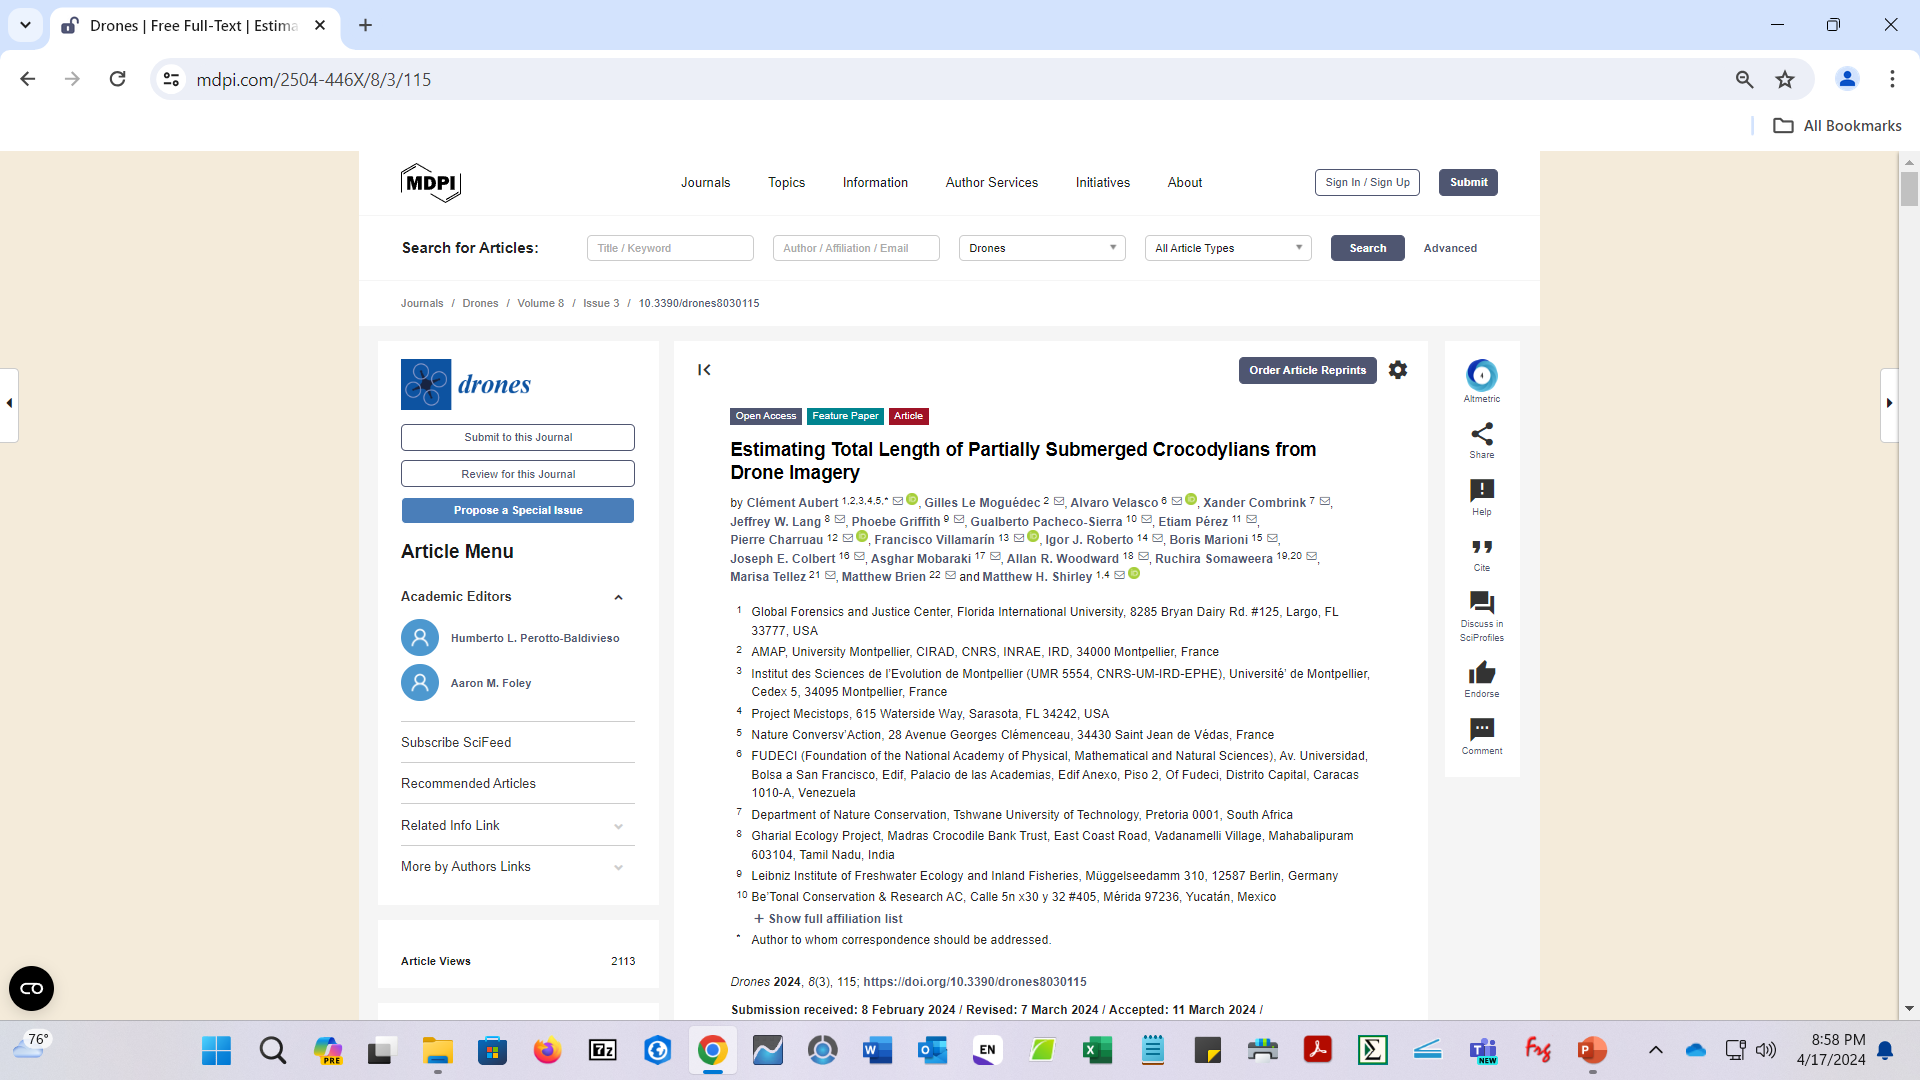 Drones | Free Full-Text | Estima
mdpi.com/2504-446X/8/3/115
All Bookmarks
MDPI
Journals Topics Information Author Services Initiatives About
Sign In / Sign Up
Submit
Search for Articles:
Title / Keyword
Author / Affiliation / Email
Drones
All Article Types
Search
Advanced
Journals / Drones / Volume 8 / Issue 3 / 10.3390/drones8030115
drones
Submit to this Journal
Review for this Journal
Propose a Special Issue
Article Menu
Academic Editors
Humberto L. Perotto-Baldivieso
Aaron M. Foley
Subscribe SciFeed
Recommended Articles
Related Info Link
More by Authors Links
Article Views 2113
Order Article Reprints
Open Access Feature Paper Article
Estimating Total Length of Partially Submerged Crocodylians from
Drone Imagery
by Clément Aubert 1,2,3,4,5,*, Gilles Le Moguédec 2, Alvaro Velasco 6, Xander Combrink 7,
Jeffrey W. Lang 8, Phoebe Griffith 9, Gualberto Pacheco-Sierra 10, Etiam Pérez 11,
Pierre Charruau 12, Francisco Villamarín 13, Igor J. Roberto 14, Boris Marioni 15,
Joseph E. Colbert 16, Asghar Mobaraki 17, Allan R. Woodward 18, Ruchira Somaweera 19,20,
Marisa Tellez 21, Matthew Brien 22 and Matthew H. Shirley 1,4
1 Global Forensics and Justice Center, Florida International University, 8285 Bryan Dairy Rd. #125, Largo, FL
33777, USA
2 AMAP, University Montpellier, CIRAD, CNRS, INRAE, IRD, 34000 Montpellier, France
3 Institut des Sciences de l'Evolution de Montpellier (UMR 5554, CNRS-UM-IRD-EPHE), Université' de Montpellier,
Cedex 5, 34095 Montpellier, France
4 Project Mecistops, 615 Waterside Way, Sarasota, FL 34242, USA
5 Nature Conversv'Action, 28 Avenue Georges Clémenceau, 34430 Saint Jean de Védas, France
6 FUDECI (Foundation of the National Academy of Physical, Mathematical and Natural Sciences), Av. Universidad,
Bolsa a San Francisco, Edif, Palacio de las Academias, Edif Anexo, Piso 2, Of Fudeci, Distrito Capital, Caracas
1010-A, Venezuela
7 Department of Nature Conservation, Tshwane University of Technology, Pretoria 0001, South Africa
8 Gharial Ecology Project, Madras Crocodile Bank Trust, East Coast Road, Vadanamelli Village, Mahabalipuram
603104, Tamil Nadu, India
9 Leibniz Institute of Freshwater Ecology and Inland Fisheries, Müggelseedamm 310, 12587 Berlin, Germany
10 Be'Tonal Conservation & Research AC, Calle 5n x30 y 32 #405, Mérida 97236, Yucatán, Mexico
+ Show full affiliation list
* Author to whom correspondence should be addressed.
Drones 2024, 8(3), 115; https://doi.org/10.3390/drones8030115
Submission received: 8 February 2024 / Revised: 7 March 2024 / Accepted: 11 March 2024 /
4
Altmetric
Share
Help
Cite
Discuss in
SciProfiles
Endorse
Comment
76°
PRE
7z
W
EN
X
NEW
Frg
P
8:58 PM
4/17/2024